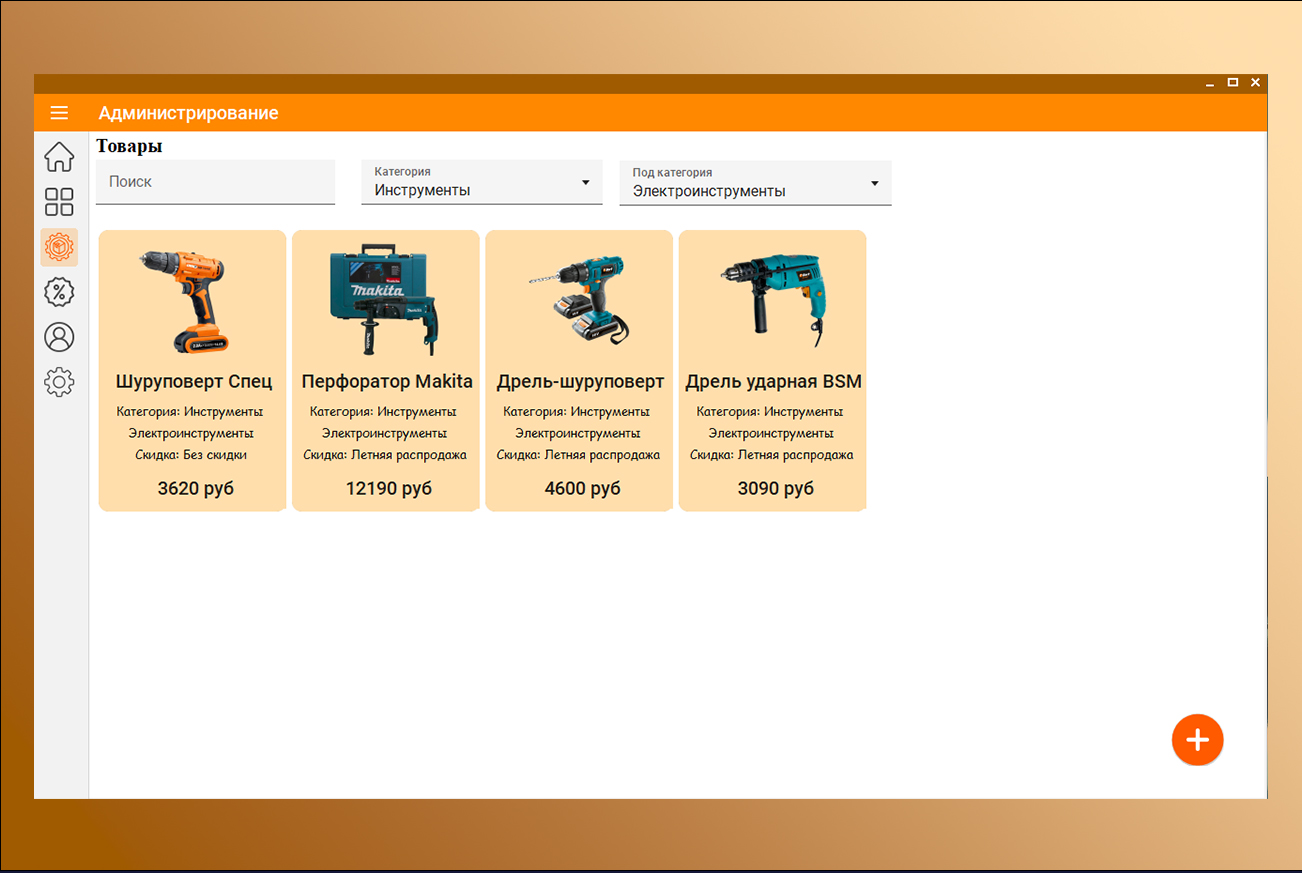 Администрирование
Товары
Поиск
Категория
Инструменты
Под категория
Электроинструменты
makita
Шуруповерт Спец
Категория: Инструменты
Электроинструменты
Скидка: Без скидки
3620 руб
Перфоратор Makita
Категория: Инструменты
Электроинструменты
Скидка: Летняя распродажа
12190 руб
Дрель-шуруповерт
Категория: Инструменты
Электроинструменты
Скидка: Летняя распродажа
4600 руб
Дрель ударная BSM
Категория: Инструменты
Электроинструменты
Скидка: Летняя распродажа
3090 руб